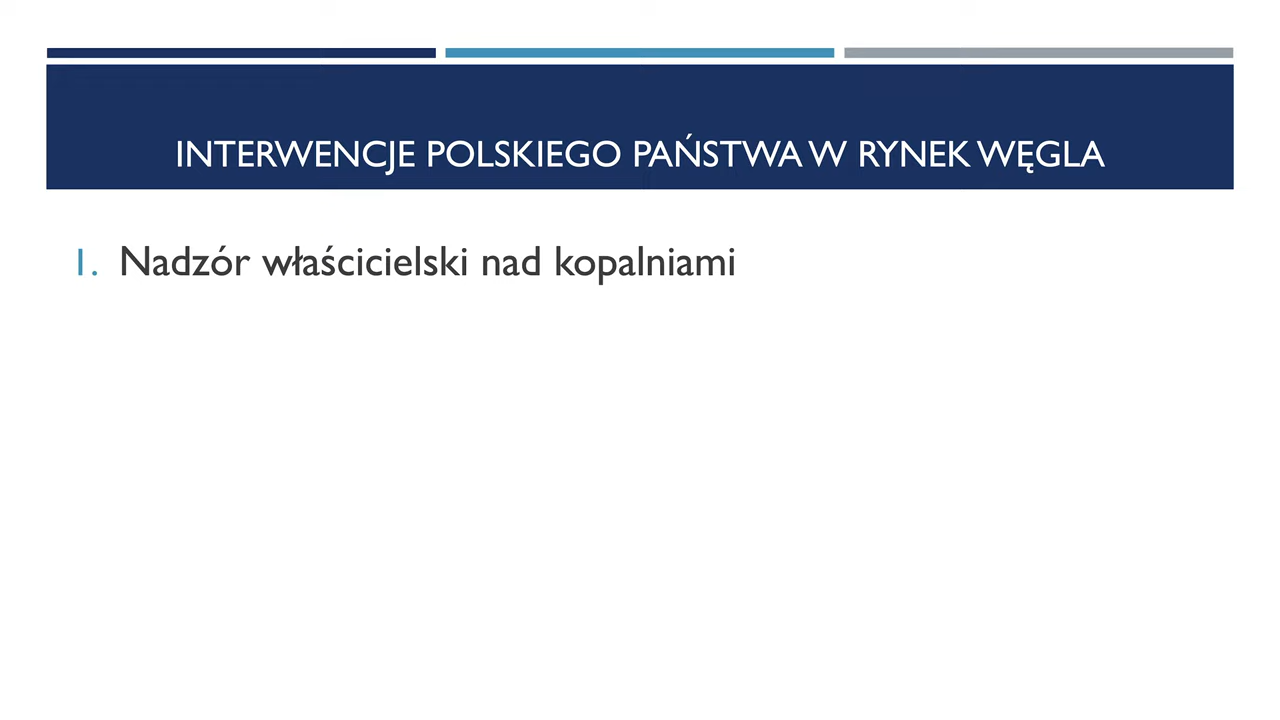 INTERWENCJE POLSKIEGO PAŃSTWA W RYNEK WĘGLA
1. Nadzór właścicielski nad kopalniami